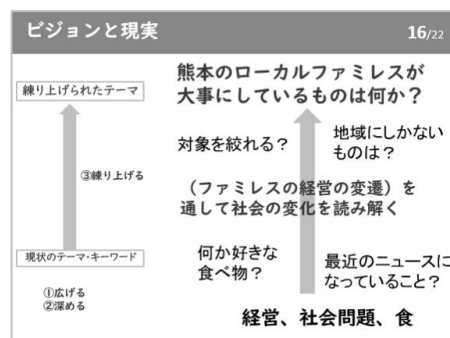 ビジョンと現実
16/22
練り上げられたテーマ
③練り上げる
現状のテーマ・キーワード
①広げる
②深める
熊本のローカルファミレスが
大事にしているものは何か？
対象を絞れる？
地域にしかない
ものは？
（ファミレスの経営の変遷）を
通して社会の変化を読み解く
何か好きな
食べ物？
最近のニュースに
なっていること？
経営、社会問題、食